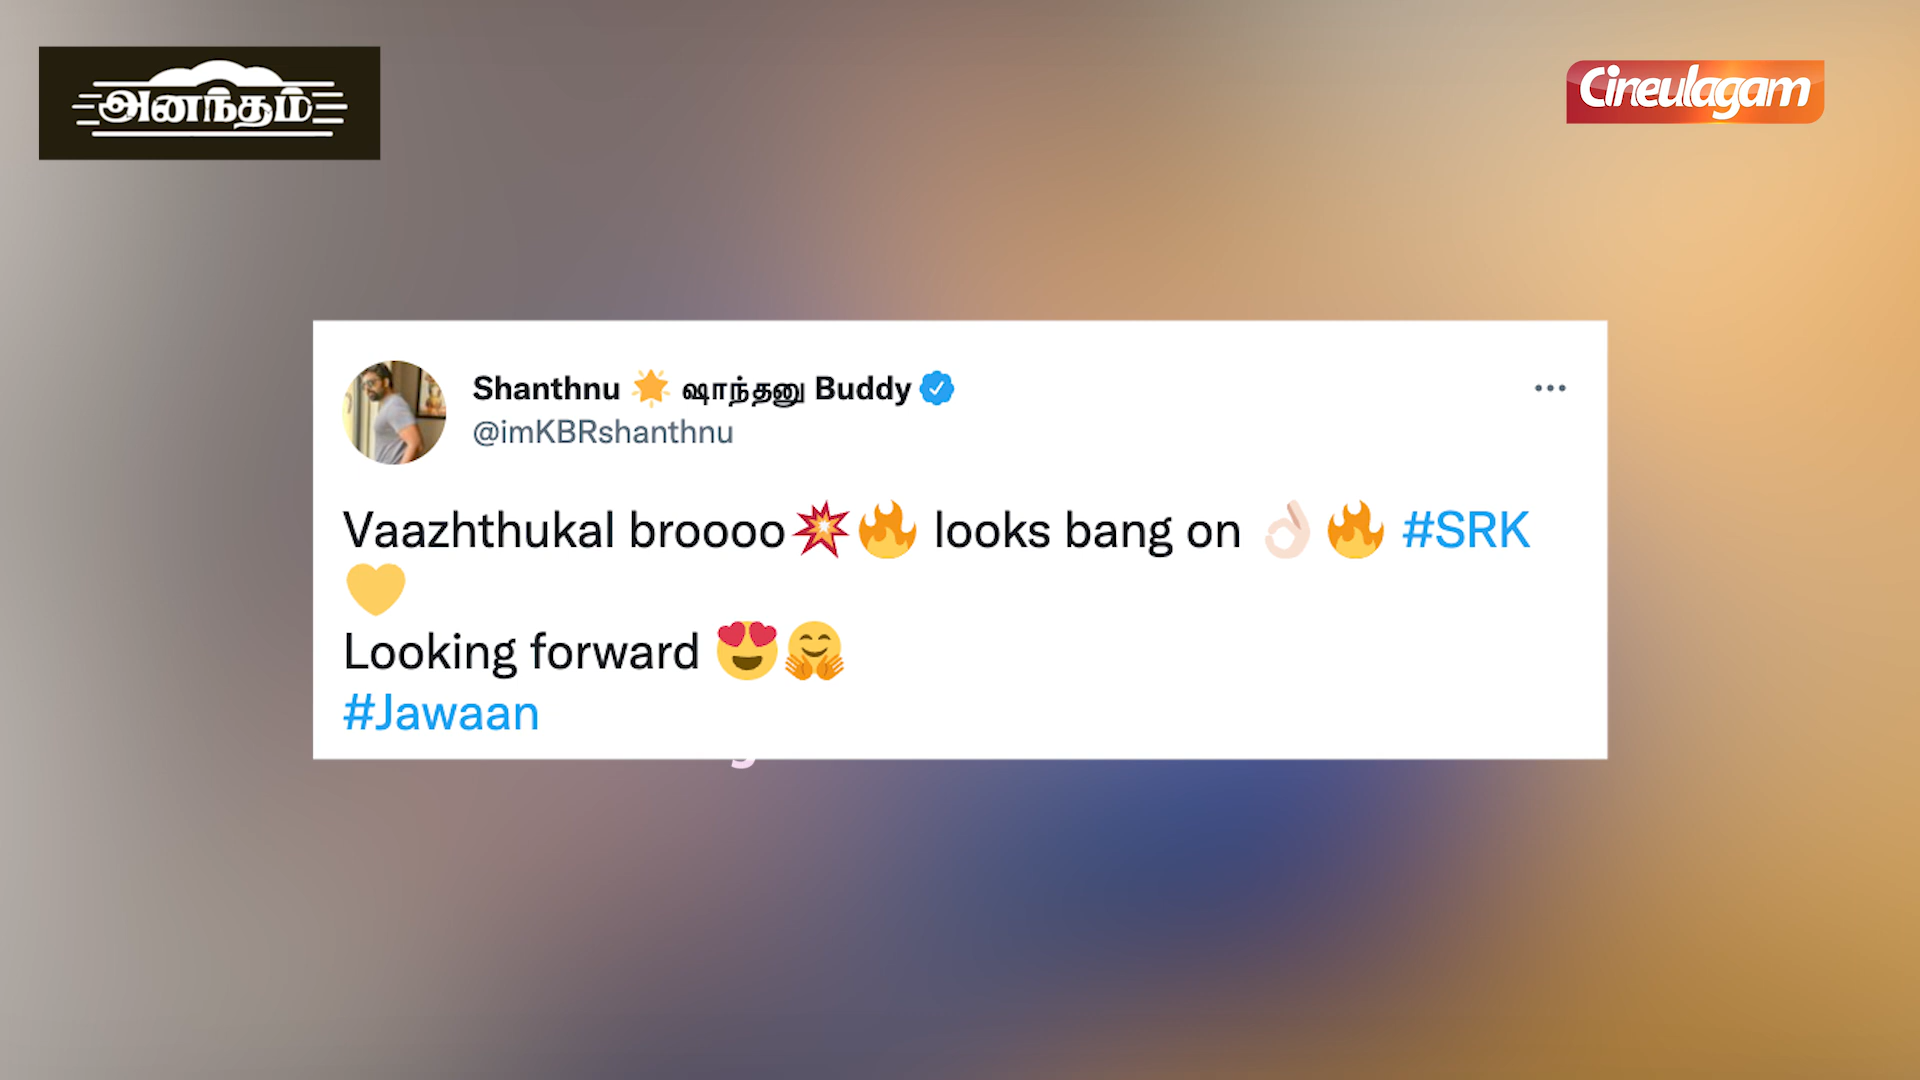 அனந்தம்
Cineulagam
Shanthnu 🌟 ஷாந்தனு Buddy
@imKBRshanthnu
Vaazhthukal broooo💥🔥 looks bang on 👌🏻🔥 #SRK
💛
Looking forward 😍🤗
#Jawaan